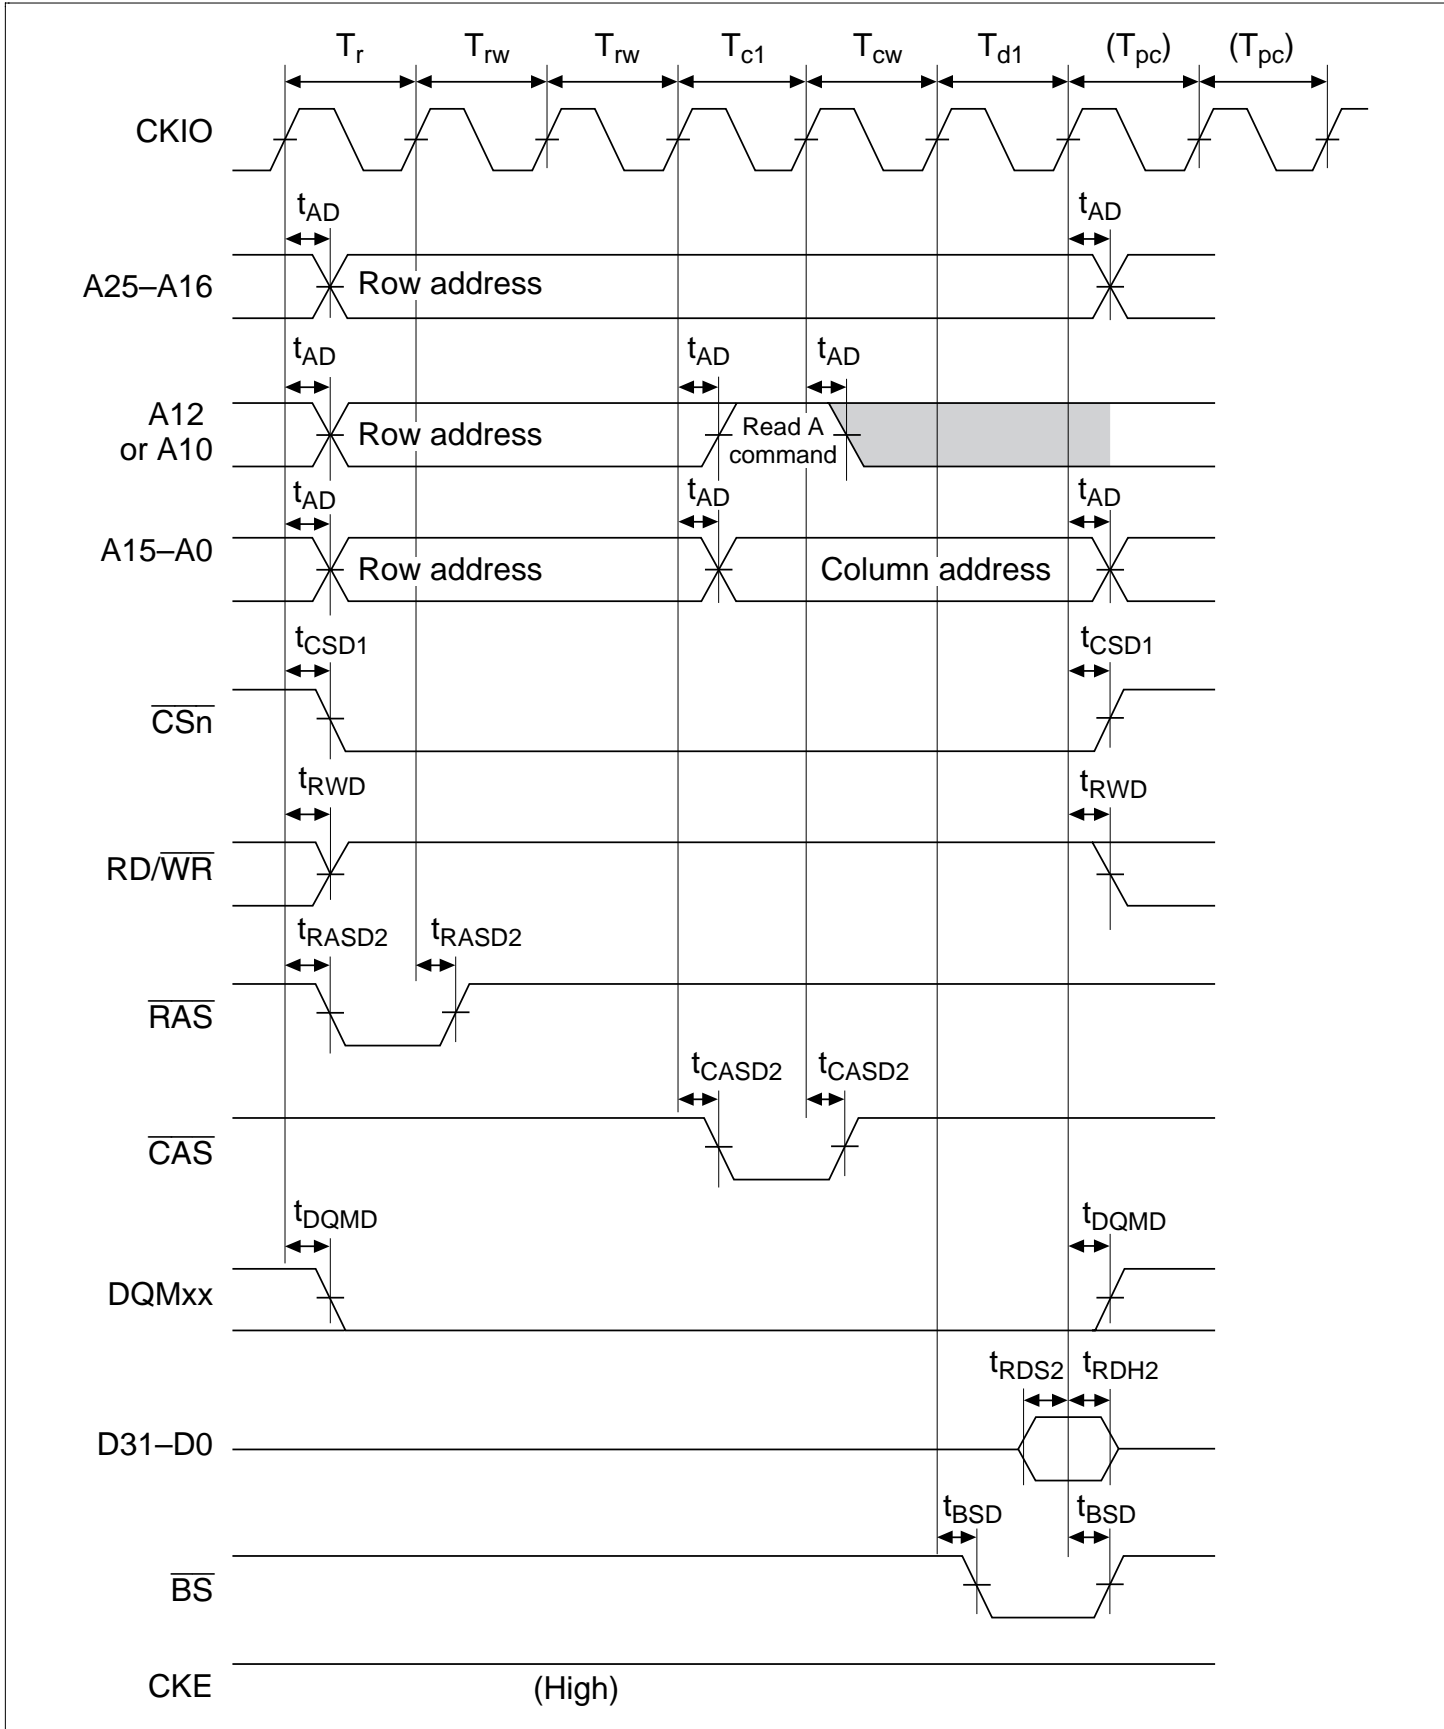 Tr Trw Trw Tc1 Tcw Td1 (Tpc) (Tpc)
CKIO
tAD tAD
A25–A16 Row address
tAD tAD tAD
A12 or A10 Row address Read A command
tAD tAD tAD
A15–A0 Row address Column address
tCSD1 tCSD1
CSn
tRWD tRWD
RD/WR
tRASD2 tRASD2
RAS
tCASD2 tCASD2
CAS
tDQMD tDQMD
DQMxx
tRDS2 tRDH2
D31–D0
tBSD tBSD
BS
CKE (High)